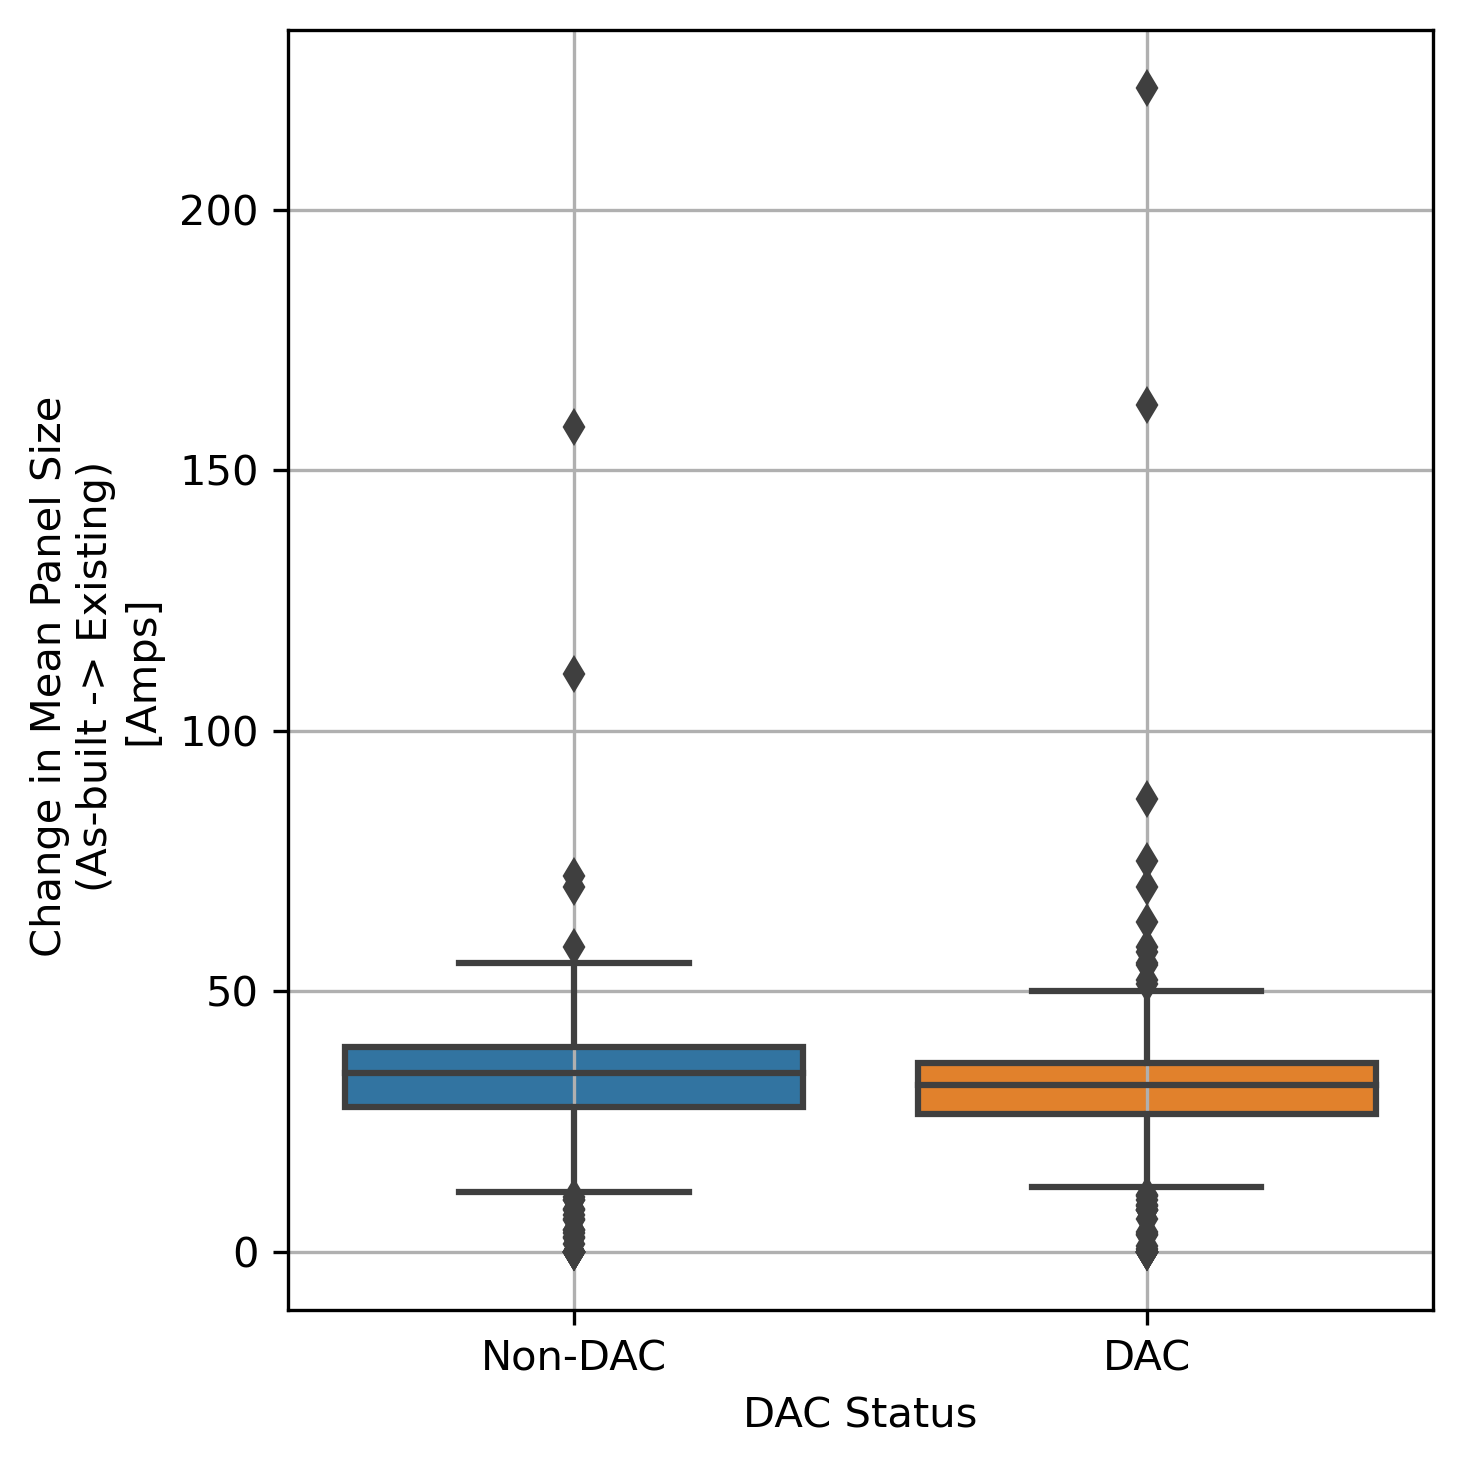 Change in Mean Panel Size
(As-built -> Existing)
[Amps]
200
150
100
50
0
Non-DAC
DAC
DAC Status